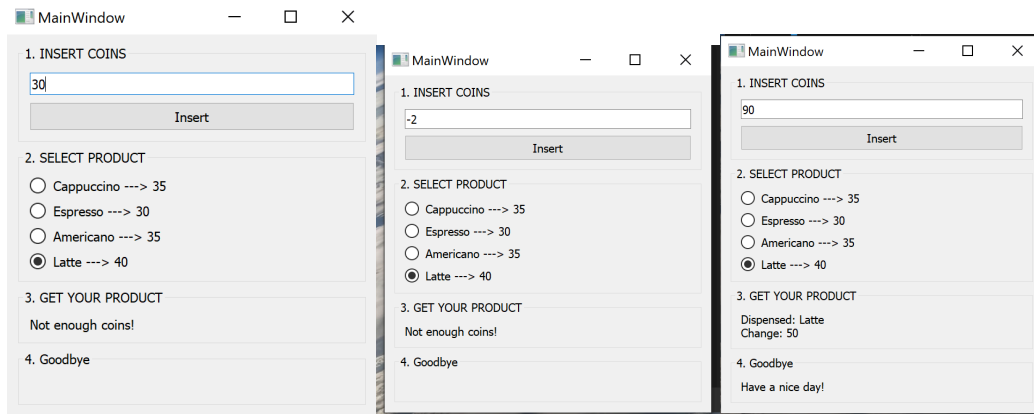 MainWindow
1. INSERT COINS
30
Insert
2. SELECT PRODUCT
Cappuccino ---> 35
Espresso ---> 30
Americano ---> 35
Latte ---> 40
3. GET YOUR PRODUCT
Not enough coins!
4. Goodbye
MainWindow
1. INSERT COINS
-2
Insert
2. SELECT PRODUCT
Cappuccino ---> 35
Espresso ---> 30
Americano ---> 35
Latte ---> 40
3. GET YOUR PRODUCT
Not enough coins!
4. Goodbye
MainWindow
1. INSERT COINS
90
Insert
2. SELECT PRODUCT
Cappuccino ---> 35
Espresso ---> 30
Americano ---> 35
Latte ---> 40
3. GET YOUR PRODUCT
Dispensed: Latte
Change: 50
4. Goodbye
Have a nice day!